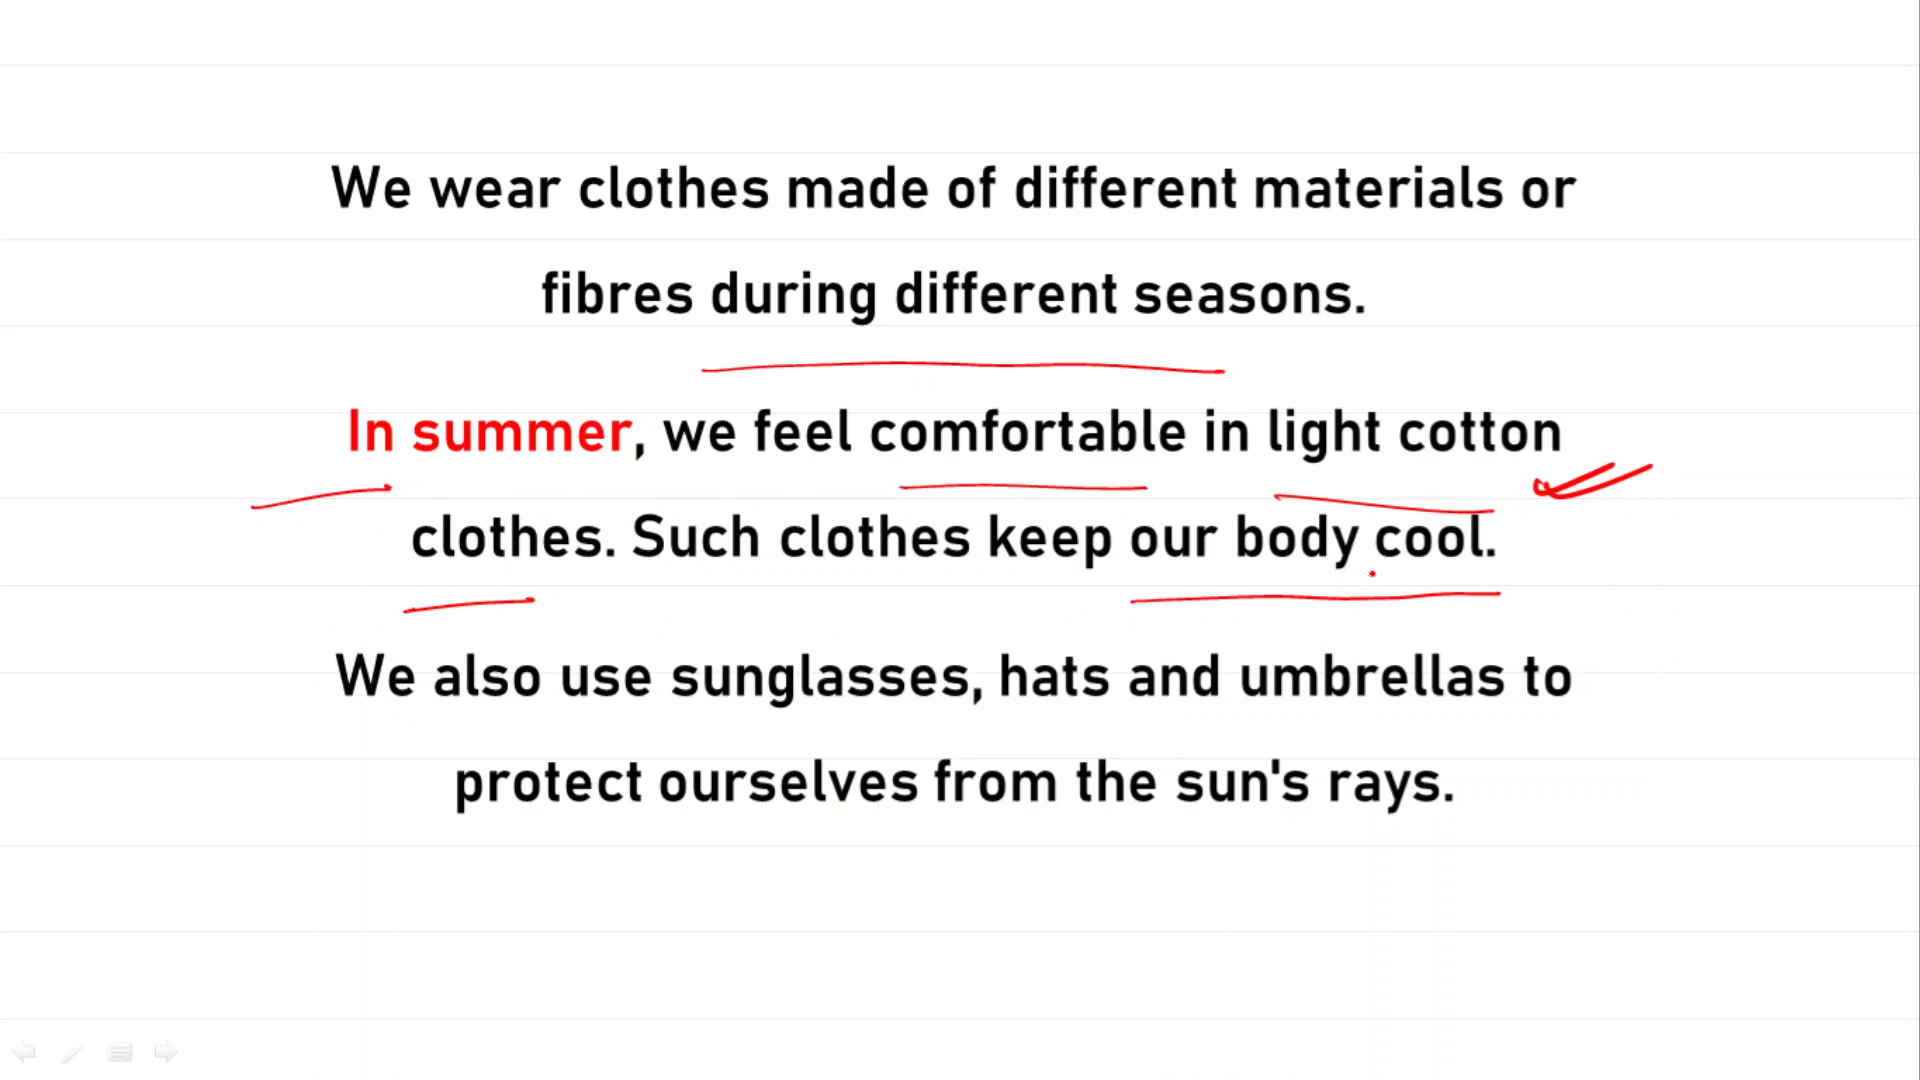 We wear clothes made of different materials or
fibres during different seasons.
In summer, we feel comfortable in light cotton
clothes. Such clothes keep our body cool.
We also use sunglasses, hats and umbrellas to
protect ourselves from the sun's rays.